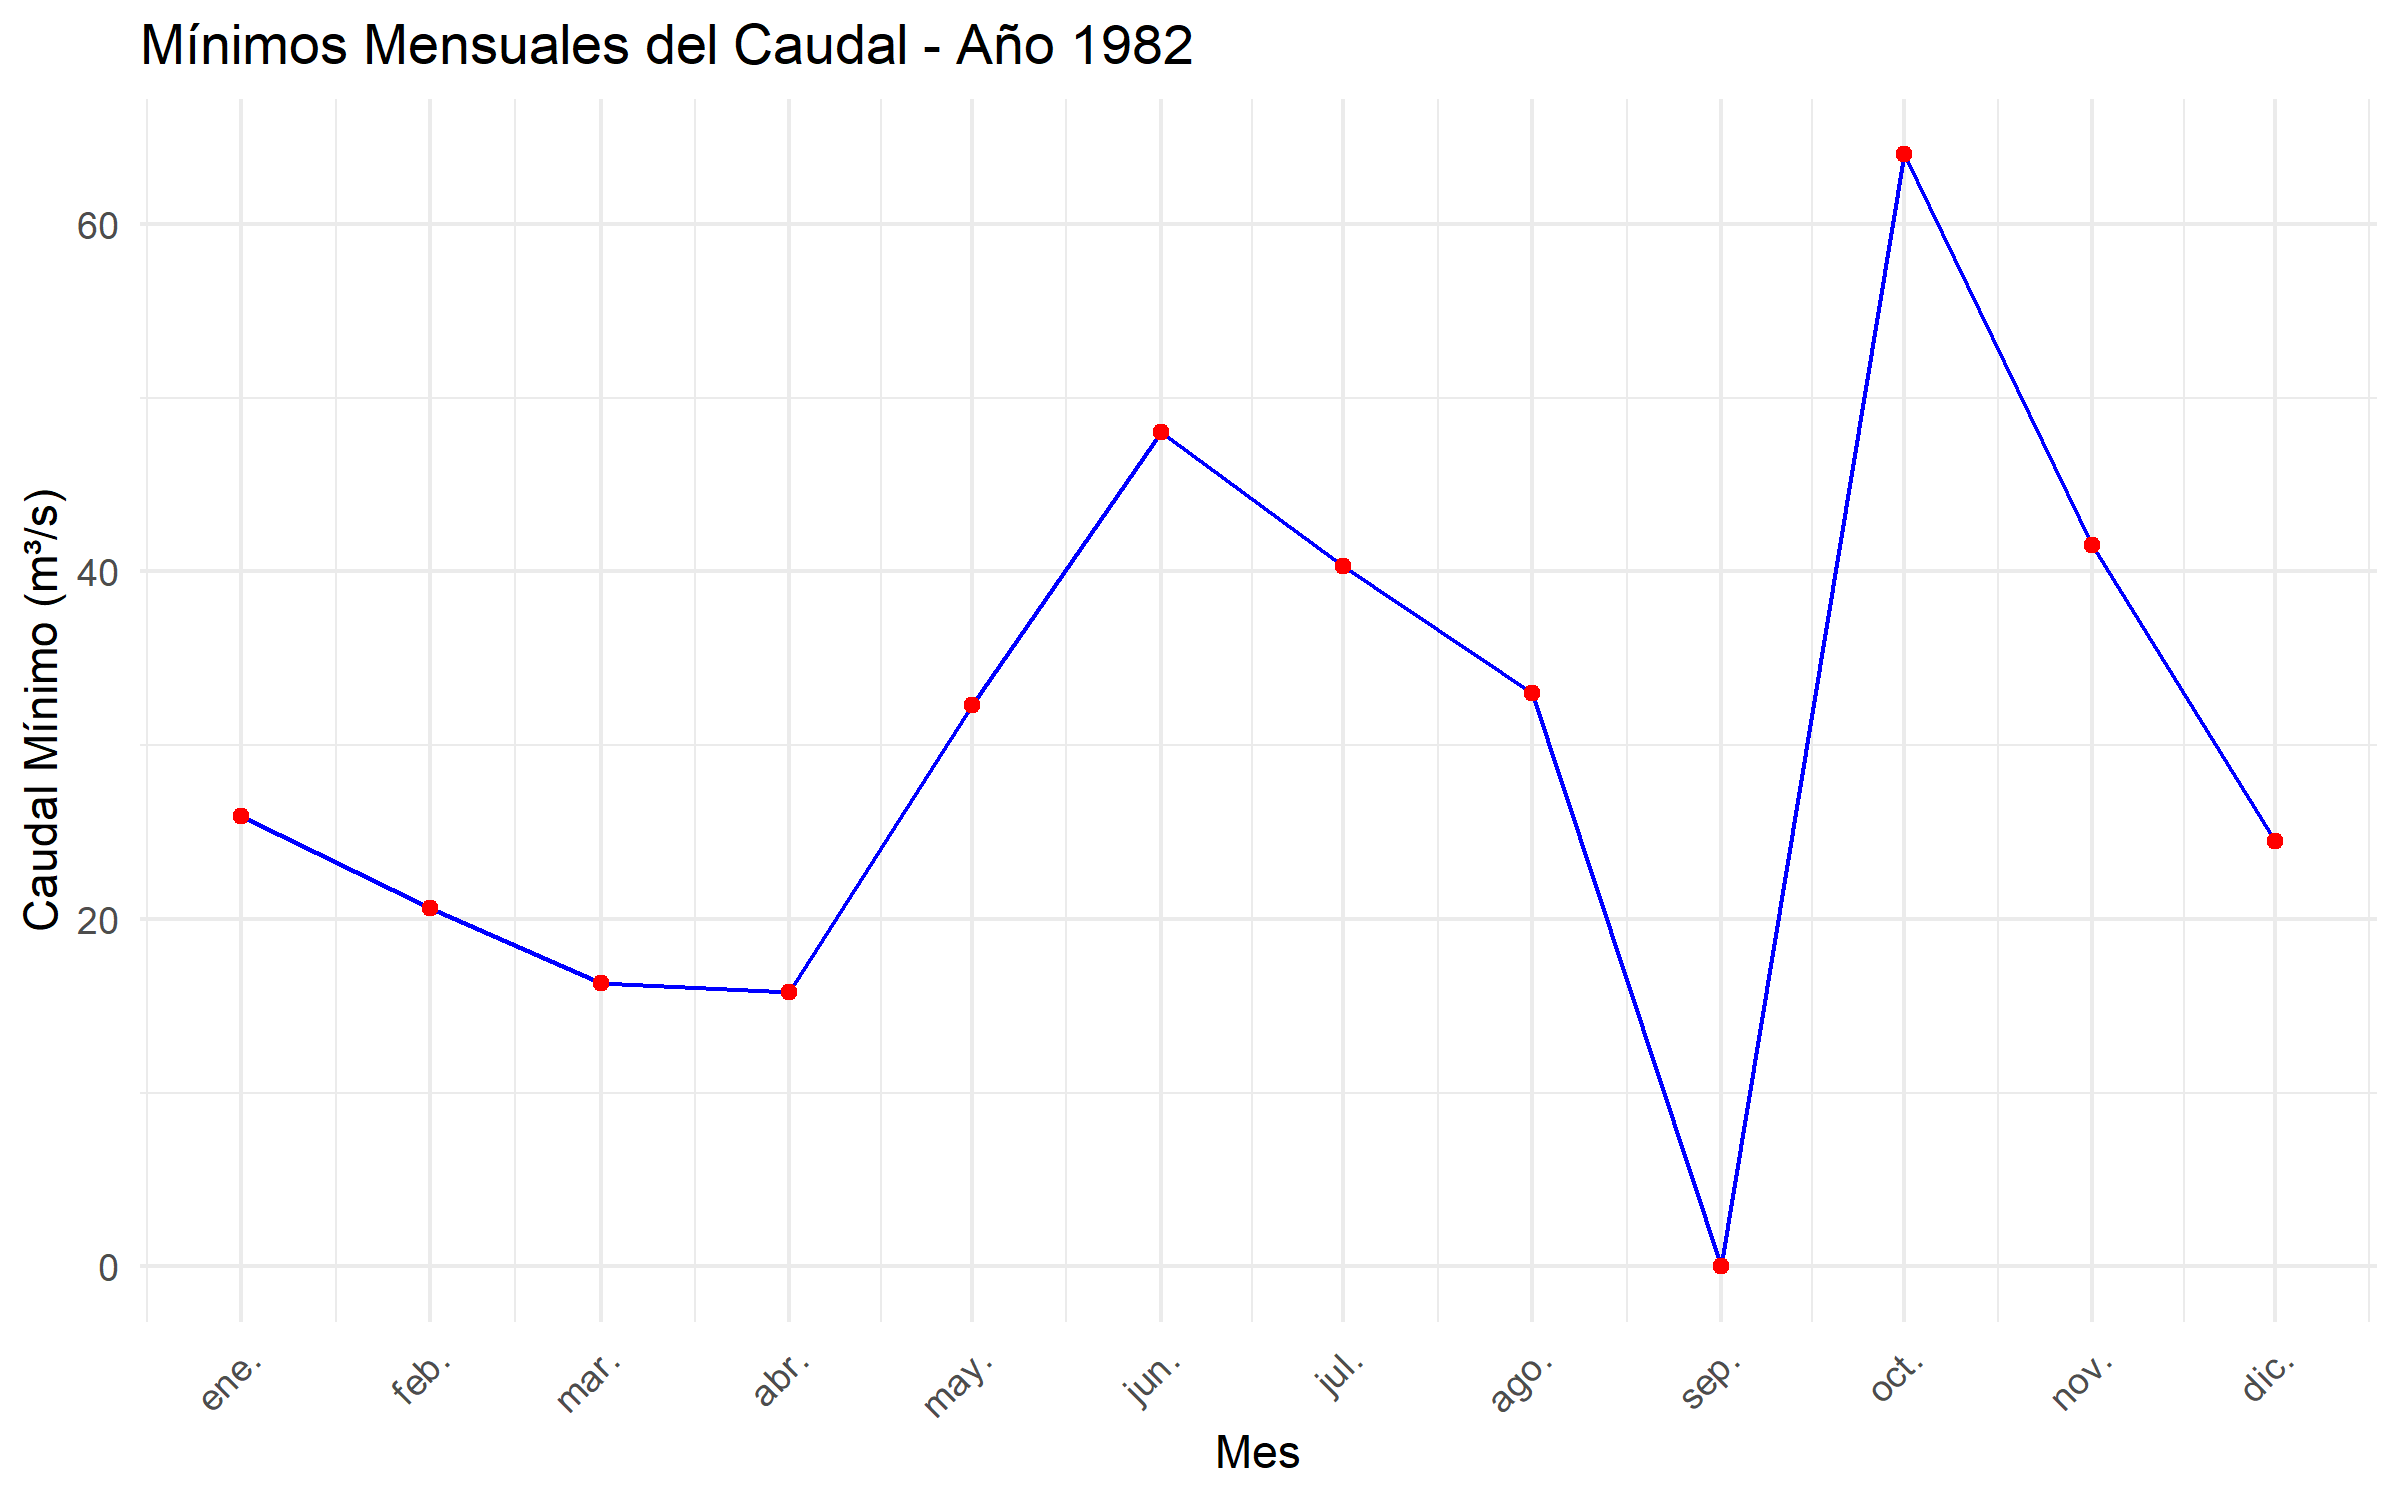 Mínimos Mensuales del Caudal - Año 1982
Caudal Mínimo (m³/s)
60
40
20
0
ene.
feb.
mar.
abr.
may.
jun.
jul.
ago.
sep.
oct.
nov.
dic.
Mes